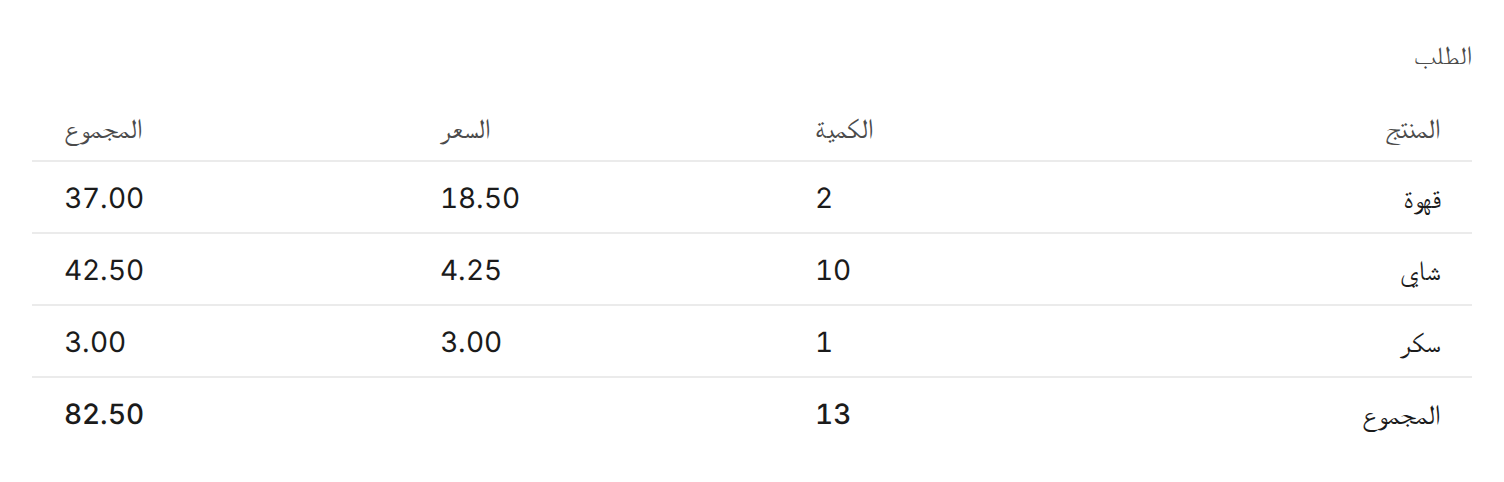 الطلب
المنتج الكمية السعر المجموع
قهوة 2 18.50 37.00
شاي 10 4.25 42.50
سكر 1 3.00 3.00
المجموع 13 82.50